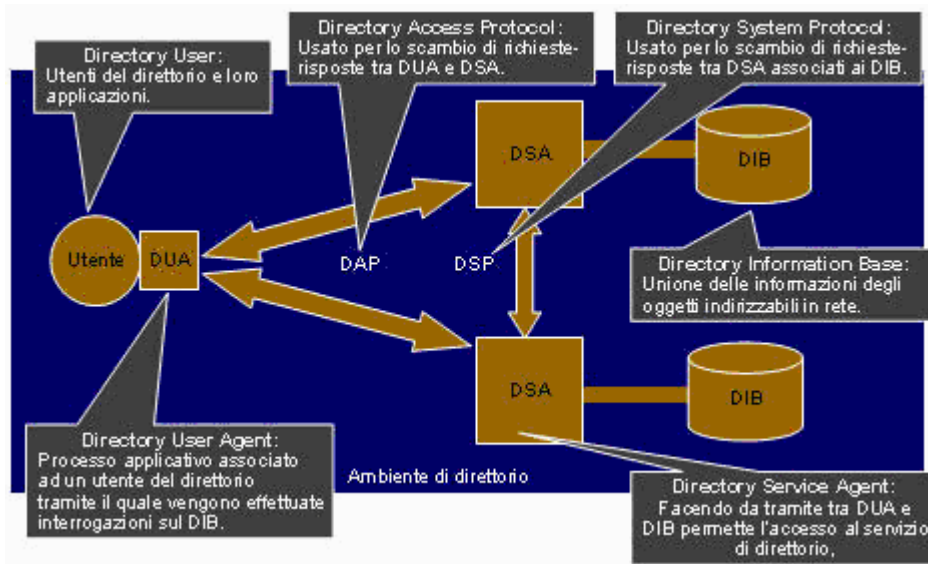 Directory User:
Utenti del direttorio e loro
applicazioni.
Directory Access Protocol:
Usato per lo scambio di richieste-
risposte tra DUA e DSA.
Directory System Protocol:
Usato per lo scambio di richieste-
risposte tra DSA associati ai DIB.
DSA
DIB
Utente
DUA
DAP
DSP
Directory Information Base:
Unione delle informazioni degli
oggetti indirizzabili in rete.
DSA
DIB
Directory User Agent:
Processo applicativo associato
ad un utente del direttorio
tramite il quale vengono effettuate
interrogazioni sul DIB.
Ambiente di direttorio
Directory Service Agent:
Facendo da tramite tra DUA e
DIB permette l'accesso al servizio
di direttorio,